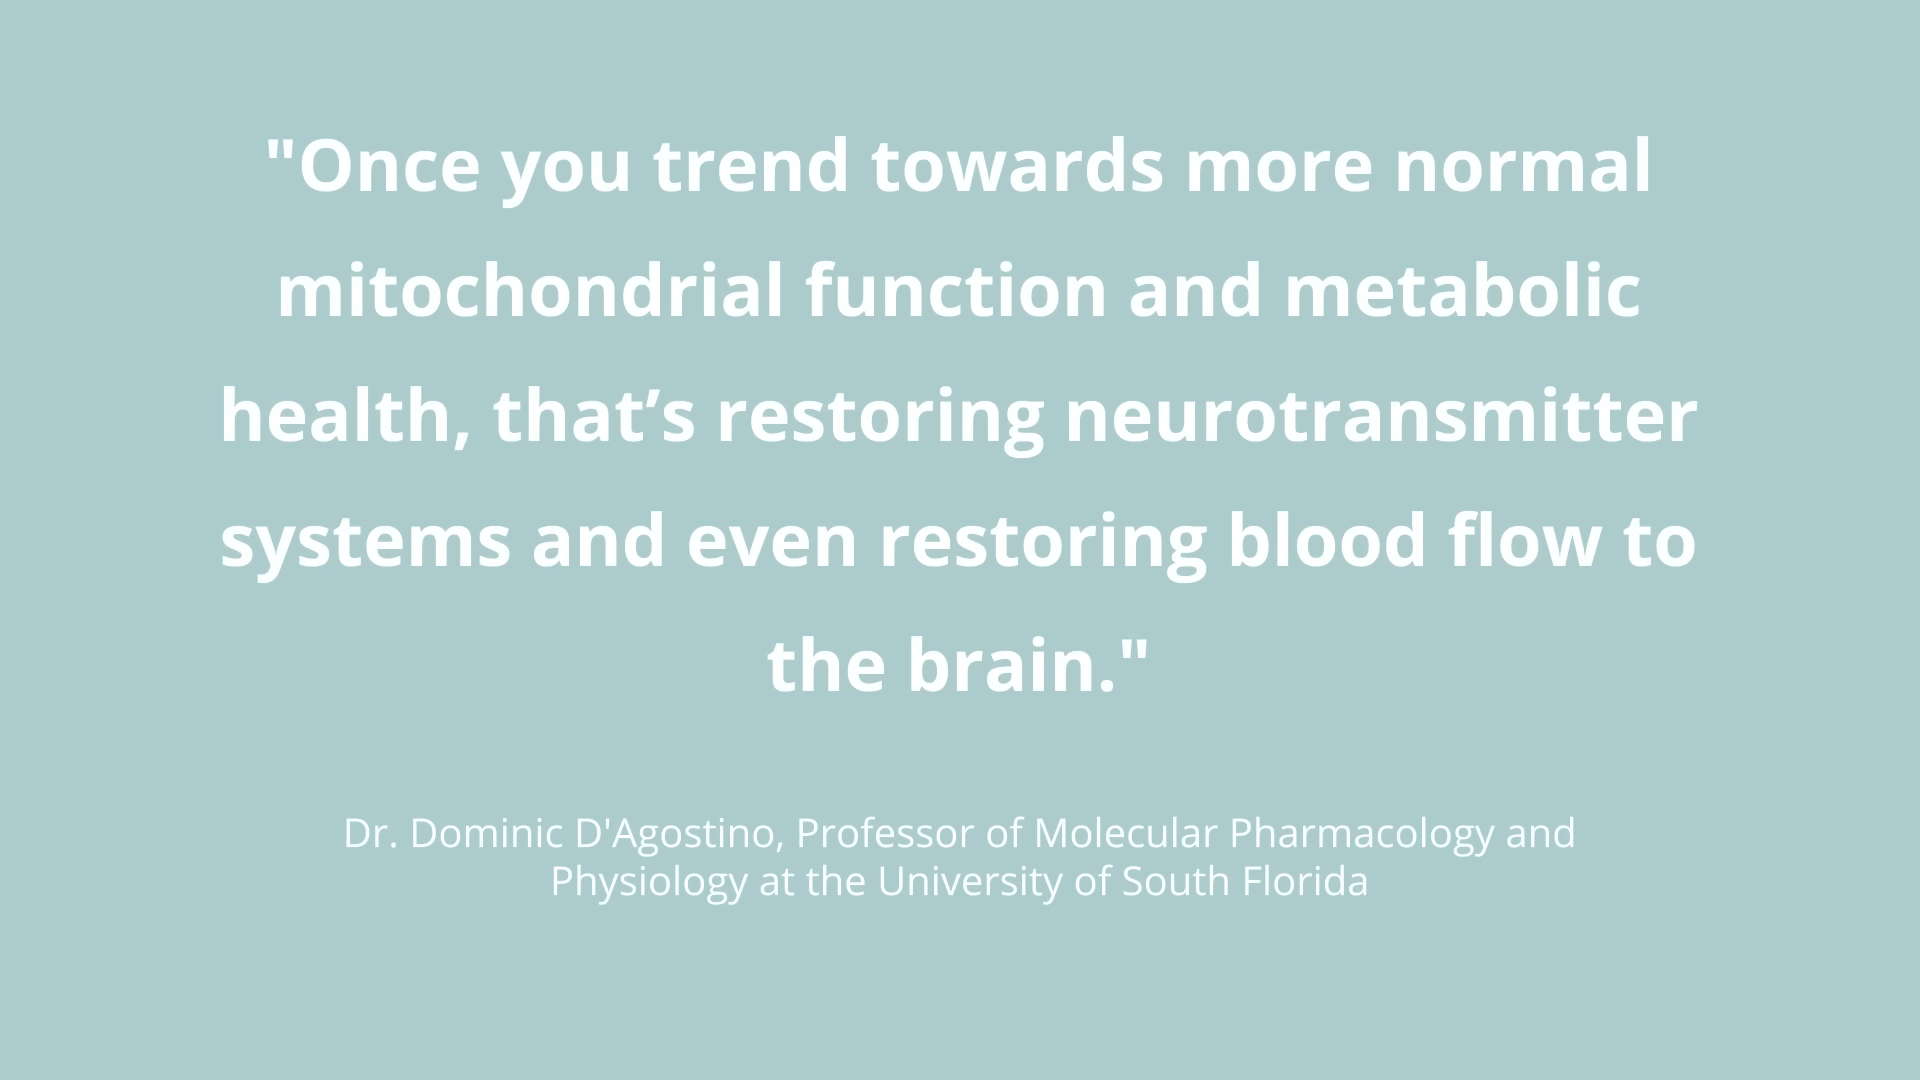 "Once you trend towards more normal
mitochondrial function and metabolic
health, that’s restoring neurotransmitter
systems and even restoring blood flow to
the brain."
Dr. Dominic D'Agostino, Professor of Molecular Pharmacology and
Physiology at the University of South Florida